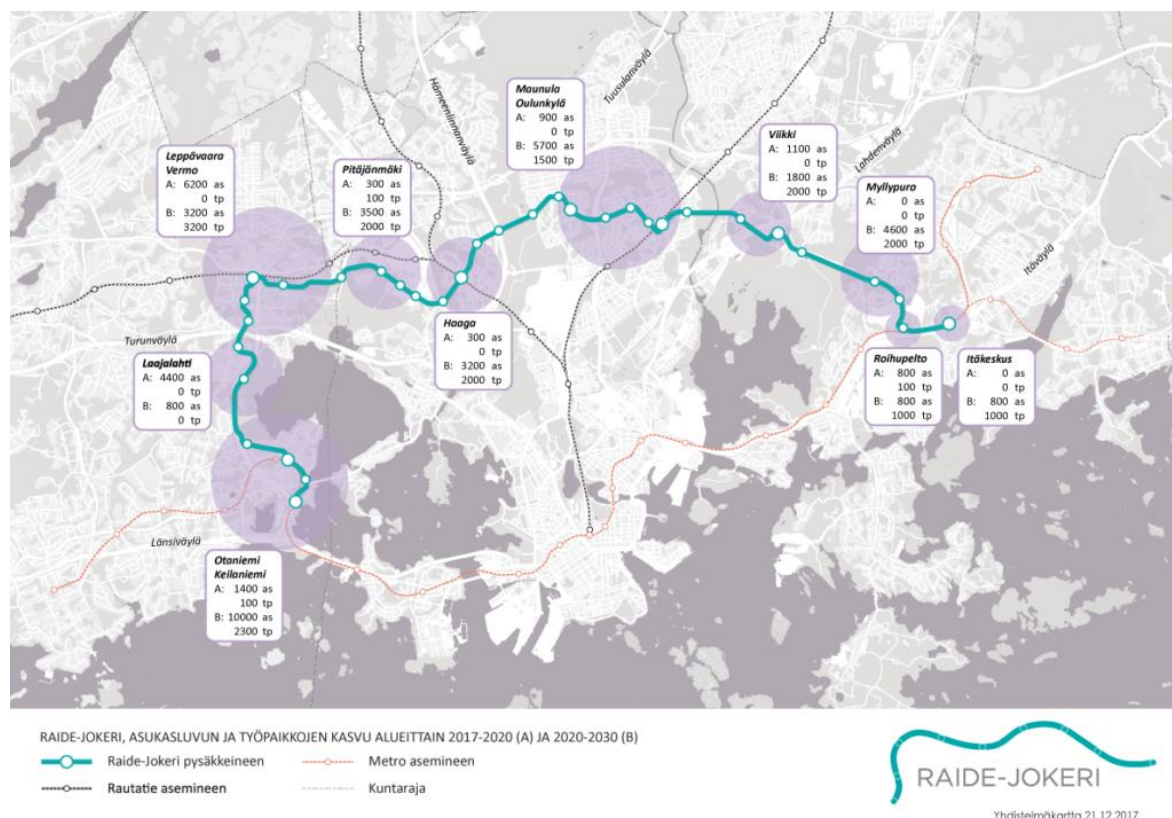 Hämeenlinnanväylä
Tuusulanväylä
Lahdenväylä
Itäväylä
Turunväylä
Länsiväylä
Leppävaara
Vermo
A: 6200 as
0 tp
B: 3200 as
3200 tp
Pitäjänmäki
A: 300 as
100 tp
B: 3500 as
2000 tp
Maunula
Oulunkylä
A: 900 as
0 tp
B: 5700 as
1500 tp
Viikki
A: 1100 as
0 tp
B: 1800 as
2000 tp
Myllypuro
A: 0 as
0 tp
B: 4600 as
2000 tp
Laajalahti
A: 4400 as
0 tp
B: 800 as
0 tp
Haaga
A: 300 as
0 tp
B: 3200 as
2000 tp
Roihupelto
A: 800 as
100 tp
B: 800 as
1000 tp
Itäkeskus
A: 0 as
0 tp
B: 800 as
1000 tp
Otaniemi
Keilaniemi
A: 1400 as
100 tp
B: 10000 as
2300 tp
RAIDE-JOKERI, ASUKASLUVUN JA TYÖPAIKKOJEN KASVU ALUEITTAIN 2017-2020 (A) JA 2020-2030 (B)
Raide-Jokeri pysäkkeineen
Metro asemineen
Rautatie asemineen
Kuntaraja
RAIDE-JOKERI
Yhdistelmäkartta 21.12.2017